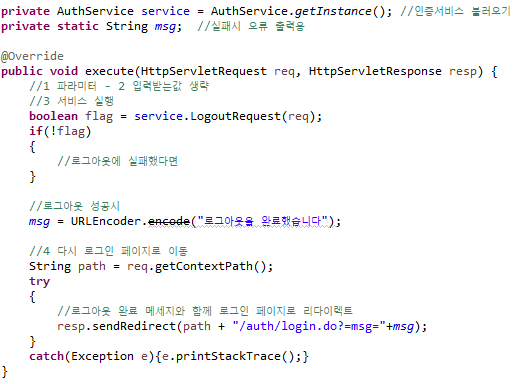 private AuthService service = AuthService.getInstance(); //인증서비스 불러오기
private static String msg;  //실패시 오류 출력용
@Override
public void execute(HttpServletRequest req, HttpServletResponse resp) {
//1 파라미터 - 2 입력받는값 생략
//3 서비스 실행
boolean flag = service.LogoutRequest(req);
if(!flag)
{
//로그아웃에 실패했다면
}
//로그아웃 성공시
msg = URLEncoder.encode("로그아웃을 완료했습니다");
//4 다시 로그인 페이지로 이동
String path = req.getContextPath();
try
{
//로그아웃 완료 메세지와 함께 로그인 페이지로 리다이렉트
resp.sendRedirect(path + "/auth/login.do?=msg="+msg);
}
catch(Exception e){e.printStackTrace();}
}